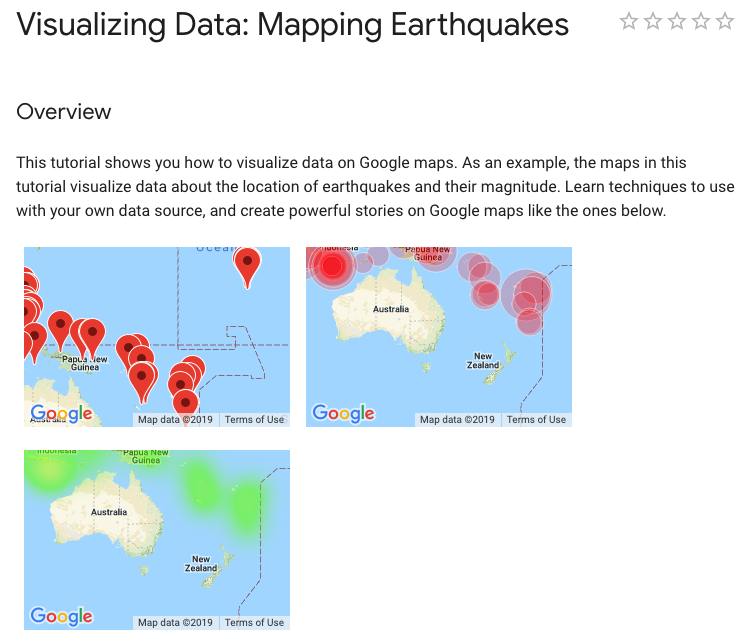 Visualizing Data: Mapping Earthquakes
Overview
This tutorial shows you how to visualize data on Google maps. As an example, the maps in this
tutorial visualize data about the location of earthquakes and their magnitude. Learn techniques to use
with your own data source, and create powerful stories on Google maps like the ones below.
Ocean
Papua New
Guinea
Australia
Google
Map data ©2019 Terms of Use
Indonesia
Papua New
Guinea
Australia
New
Zealand
Google
Map data ©2019 Terms of Use
Indonesia
Papua New
Guinea
Australia
New
Zealand
Google
Map data ©2019 Terms of Use